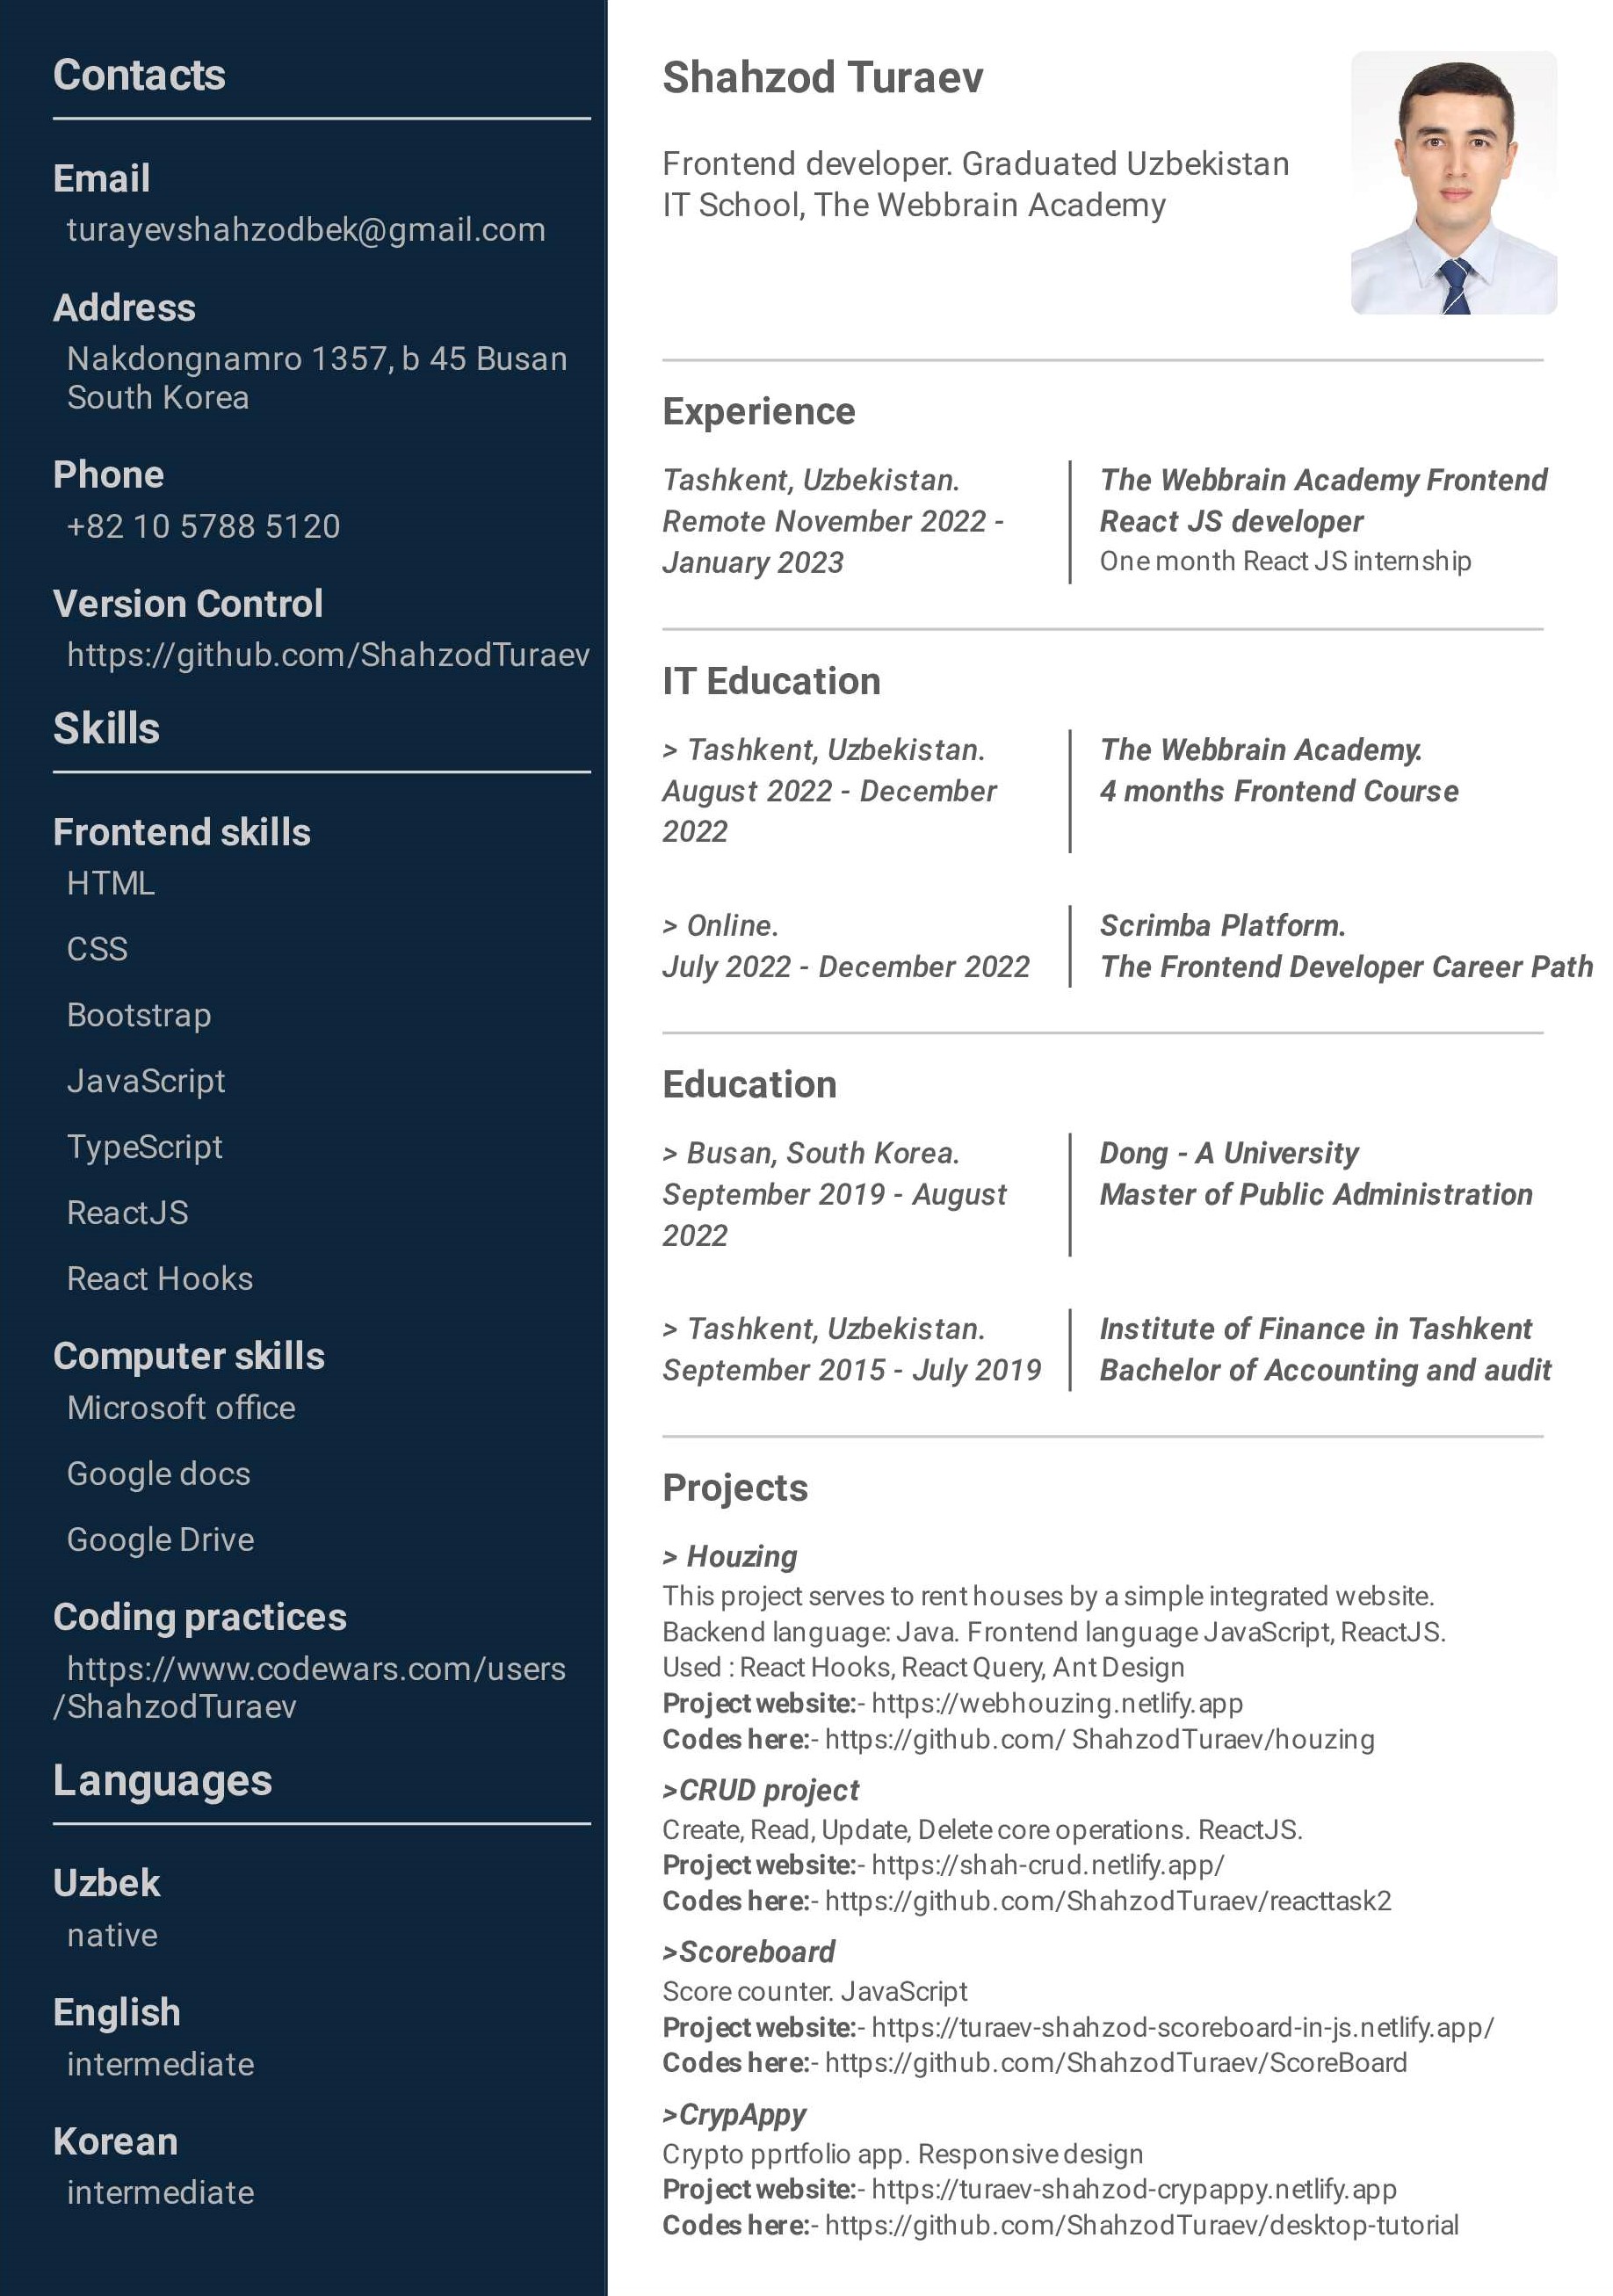 Contacts
Email
turayevshahzodbek@gmail.com
Address
Nakdongnamro 1357, b 45 Busan
South Korea
Phone
+82 10 5788 5120
Version Control
https://github.com/ShahzodTuraev
Skills
Frontend skills
HTML
CSS
Bootstrap
JavaScript
TypeScript
ReactJS
React Hooks
Computer skills
Microsoft office
Google docs
Google Drive
Coding practices
https://www.codewars.com/users
/ShahzodTuraev
Languages
Uzbek
native
English
intermediate
Korean
intermediate
Shahzod Turaev
Frontend developer. Graduated Uzbekistan
IT School, The Webbrain Academy
Experience
Tashkent, Uzbekistan.
Remote November 2022 -
January 2023
The Webbrain Academy Frontend
React JS developer
One month React JS internship
IT Education
> Tashkent, Uzbekistan.
August 2022 - December
2022
The Webbrain Academy.
4 months Frontend Course
> Online.
July 2022 - December 2022
Scrimba Platform.
The Frontend Developer Career Path
Education
> Busan, South Korea.
September 2019 - August
2022
Dong - A University
Master of Public Administration
> Tashkent, Uzbekistan.
September 2015 - July 2019
Institute of Finance in Tashkent
Bachelor of Accounting and audit
Projects
> Houzing
This project serves to rent houses by a simple integrated website.
Backend language: Java. Frontend language JavaScript, ReactJS.
Used : React Hooks, React Query, Ant Design
Project website:- https://webhouzing.netlify.app
Codes here:- https://github.com/ ShahzodTuraev/houzing
>CRUD project
Create, Read, Update, Delete core operations. ReactJS.
Project website:- https://shah-crud.netlify.app/
Codes here:- https://github.com/ShahzodTuraev/reacttask2
>Scoreboard
Score counter. JavaScript
Project website:- https://turaev-shahzod-scoreboard-in-js.netlify.app/
Codes here:- https://github.com/ShahzodTuraev/ScoreBoard
>CrypAppy
Crypto pprtfolio app. Responsive design
Project website:- https://turaev-shahzod-crypappy.netlify.app
Codes here:- https://github.com/ShahzodTuraev/desktop-tutorial